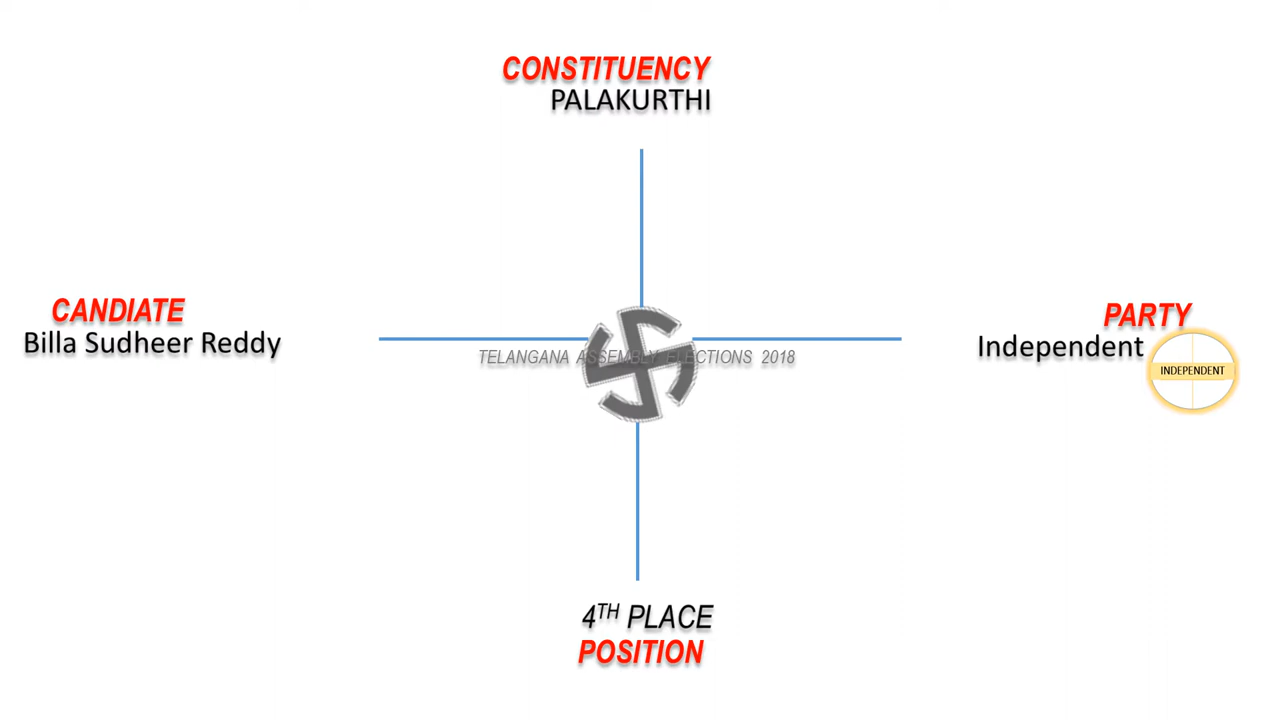 CONSTITUENCY
PALAKURTHI
CANDIATE
Billa Sudheer Reddy
PARTY
Independent
INDEPENDENT
TELANGANA ASSEMBLY ELECTIONS 2018
4TH PLACE
POSITION